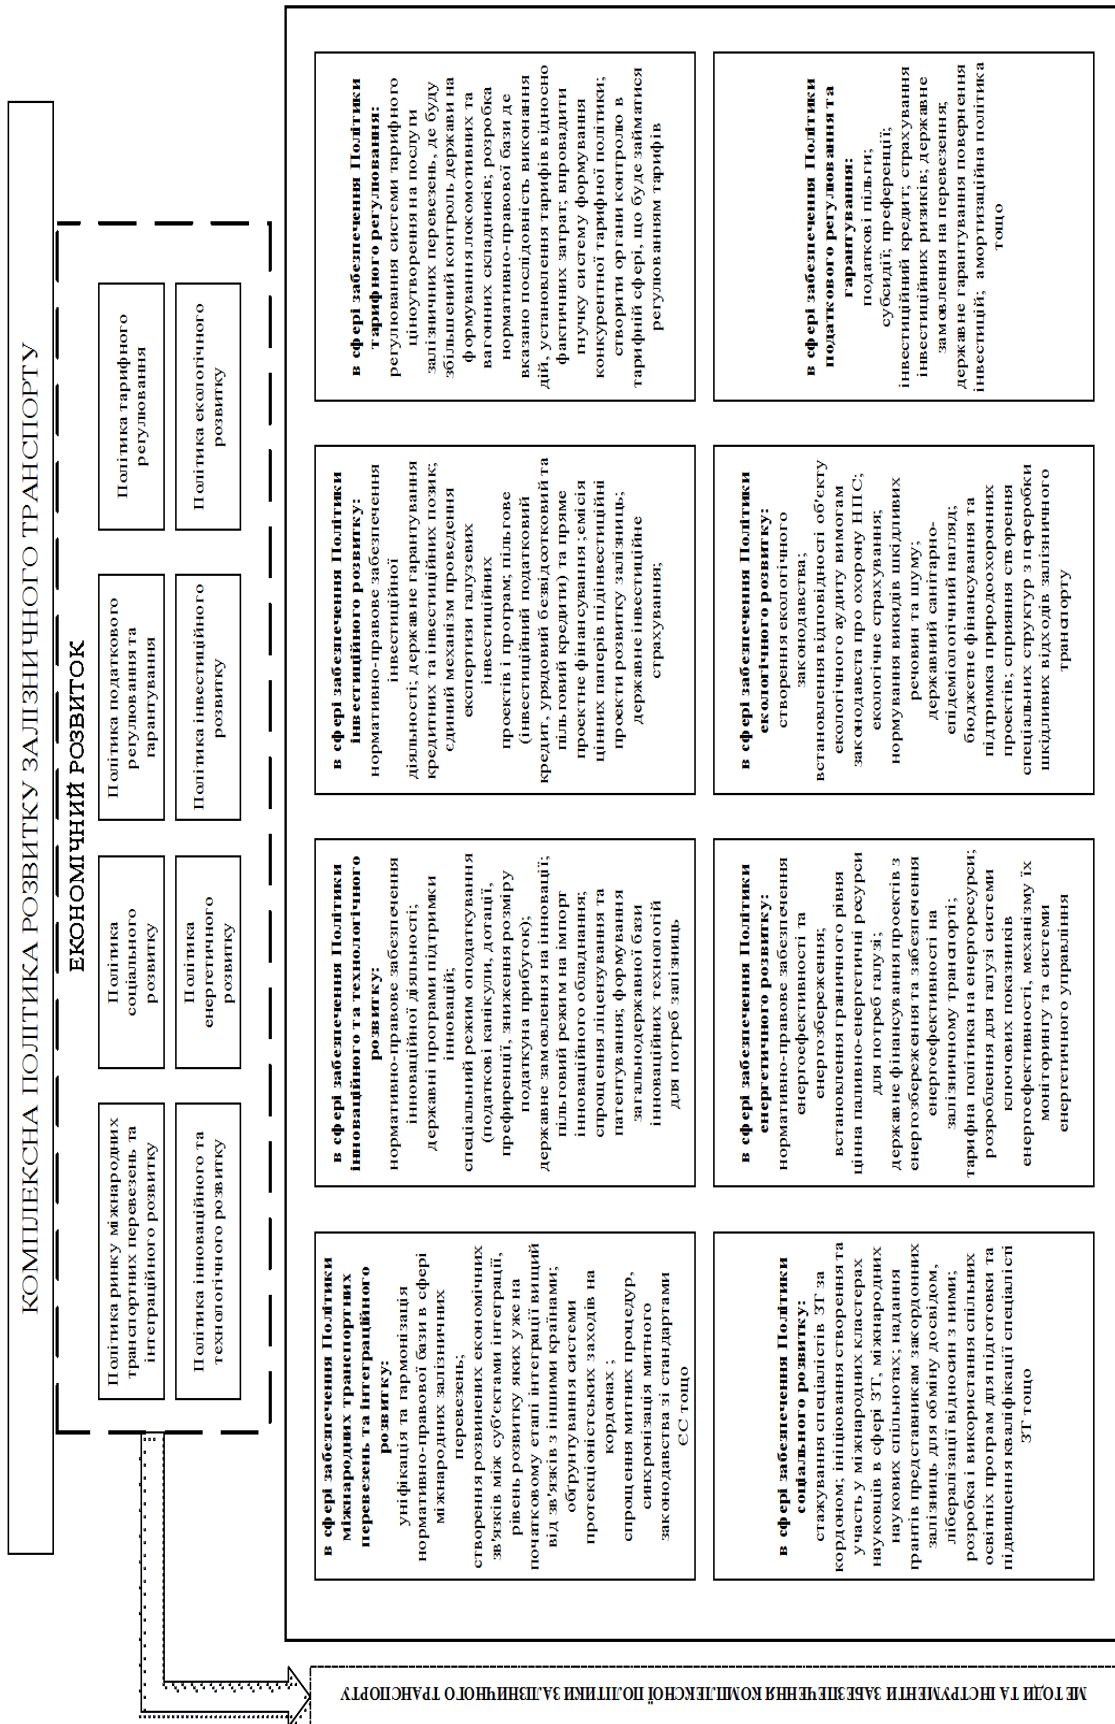 КОМПЛЕКСНА ПОЛІТИКА РОЗВИТКУ ЗАЛІЗНИЧНОГО ТРАНСПОРТУ
ЕКОНОМІЧНИЙ РОЗВИТОК
Політика ринку міжнародних
транспортних перевезень та
інтеграційного розвитку
Політика
соціального
розвитку
Політика податкового
регулювання та
гарантування
Політика тарифного
регулювання
Політика інноваційного та
технологічного розвитку
Політика
енергетичного
розвитку
Політика інвестиційного
розвитку
Політика екологічного
розвитку
в сфері забезпечення Політики
міжнародних транспортних
перевезень та інтеграційного
розвитку:
уніфікація та гармонізація
нормативно-правової бази в сфері
міжнародних залізничних
перевезень;
створення розвинених економічних
зв'язків між суб'єктами інтеграції,
рівень розвитку яких уже на
початковому етапі інтеграції вищий
від зв'язків з іншими країнами;
обґрунтування системи
протекціоністських заходів на
кордонах ;
спрощення митних процедур,
синхронізація митного
законодавства зі стандартами
ЄС тощо
в сфері забезпечення Політики
інноваційного та технологічного
розвитку:
нормативно-правове забезпечення
інноваційної діяльності;
державні програми підтримки
інновацій;
спеціальний режим оподаткування
(податкові канікули, дотації,
префиренції, зниження розміру
податкуна прибуток);
державне замовлення на інновації;
пільговий режим на імпорт
інноваційного обладнання;
спрощення ліцензування та
патентування; формування
загальнодержавної бази
інноваційних технологій
для потреб залізниць
в сфері забезпечення Політики
інвестиційного розвитку:
нормативно-правове забезпечення
інвестиційної
діяльності; державне гарантування
кредитних та інвестиційних позик;
єдиний механізм проведення
експертизи галузевих
інвестиційних
проектів і програм; пільгове
(інвестиційний податковий
кредит, урядовий безвідсотковий та
пільговий кредити) та пряме
проектне фінансування ;емісія
цінних паперів підінвестиційні
проекти розвитку залізниць;
державне інвестиційне
страхування;
в сфері забезпечення Політики
тарифного регулювання:
регулювання системи тарифного
ціноутворення на послуги
залізничних перевезень, де буду
збільшений контроль держави на
формування локомотивних та
вагонних складників; розробка
нормативно-правової бази де
вказано послідовність виконання
дій, установлення тарифів відносно
фактичних затрат; впровадити
гнучку систему формування
конкурентної тарифної політики;
створити органи контролю в
тарифній сфері, що буде займатися
регулюванням тарифів
в сфері забезпечення Політики
соціального розвитку:
стажування спеціалістів ЗТ за
кордоном; ініціювання створення та
участь у міжнародних кластерах
науковців в сфері ЗТ, міжнародних
наукових спільнотах; надання
грантів представникам закордонних
залізниць для обміну досвідом,
лібералізації відносин з ними;
розробка і використання спільних
освітніх програм для підготовки та
підвищення кваліфікації спеціалісті
ЗТ тощо
в сфері забезпечення Політики
енергетичного розвитку:
нормативно-правове забезпечення
енергоефективності та
енергозбереження;
встановлення граничного рівня
цінна паливно-енергетичні ресурси
для потреб галузі;
державне фінансування проектів з
енергозбереження та забезпечення
енергоефективності на
залізничному транспорті;
тарифна політика на енергоресурси;
розроблення для галузі системи
ключових показників
енергоефективності, механізму їх
моніторингу та системи
енергетичного управління
в сфері забезпечення Політики
екологічного розвитку:
створення екологічного
законодавства;
встановлення відповідності об'єкту
екологічного аудиту вимогам
законодавства про охорону НПС;
екологічне страхування;
нормування викидів шкідливих
речовин та шуму;
державний санітарно-
епідеміологічний нагляд;
бюджетне фінансування та
підтримка природоохоронних
проектів; сприяння створення
спеціальних структур з переробки
шкідливих відходів залізничного
транспорту
в сфері забезпечення Політики
податкового регулювання та
гарантування:
податкові пільги;
субсидії; преференції;
інвестиційний кредит; страхування
інвестиційних ризиків; державне
замовлення на перевезення;
державне гарантування повернення
інвестицій; амортизаційна політика
тощо
МЕТОДИ ТА ІНСТРУМЕНТИ ЗАБЕЗПЕЧЕННЯ КОМПЛЕКСНОЇ ПОЛІТИКИ ЗАЛІЗНИЧНОГО ТРАНСПОРТУ